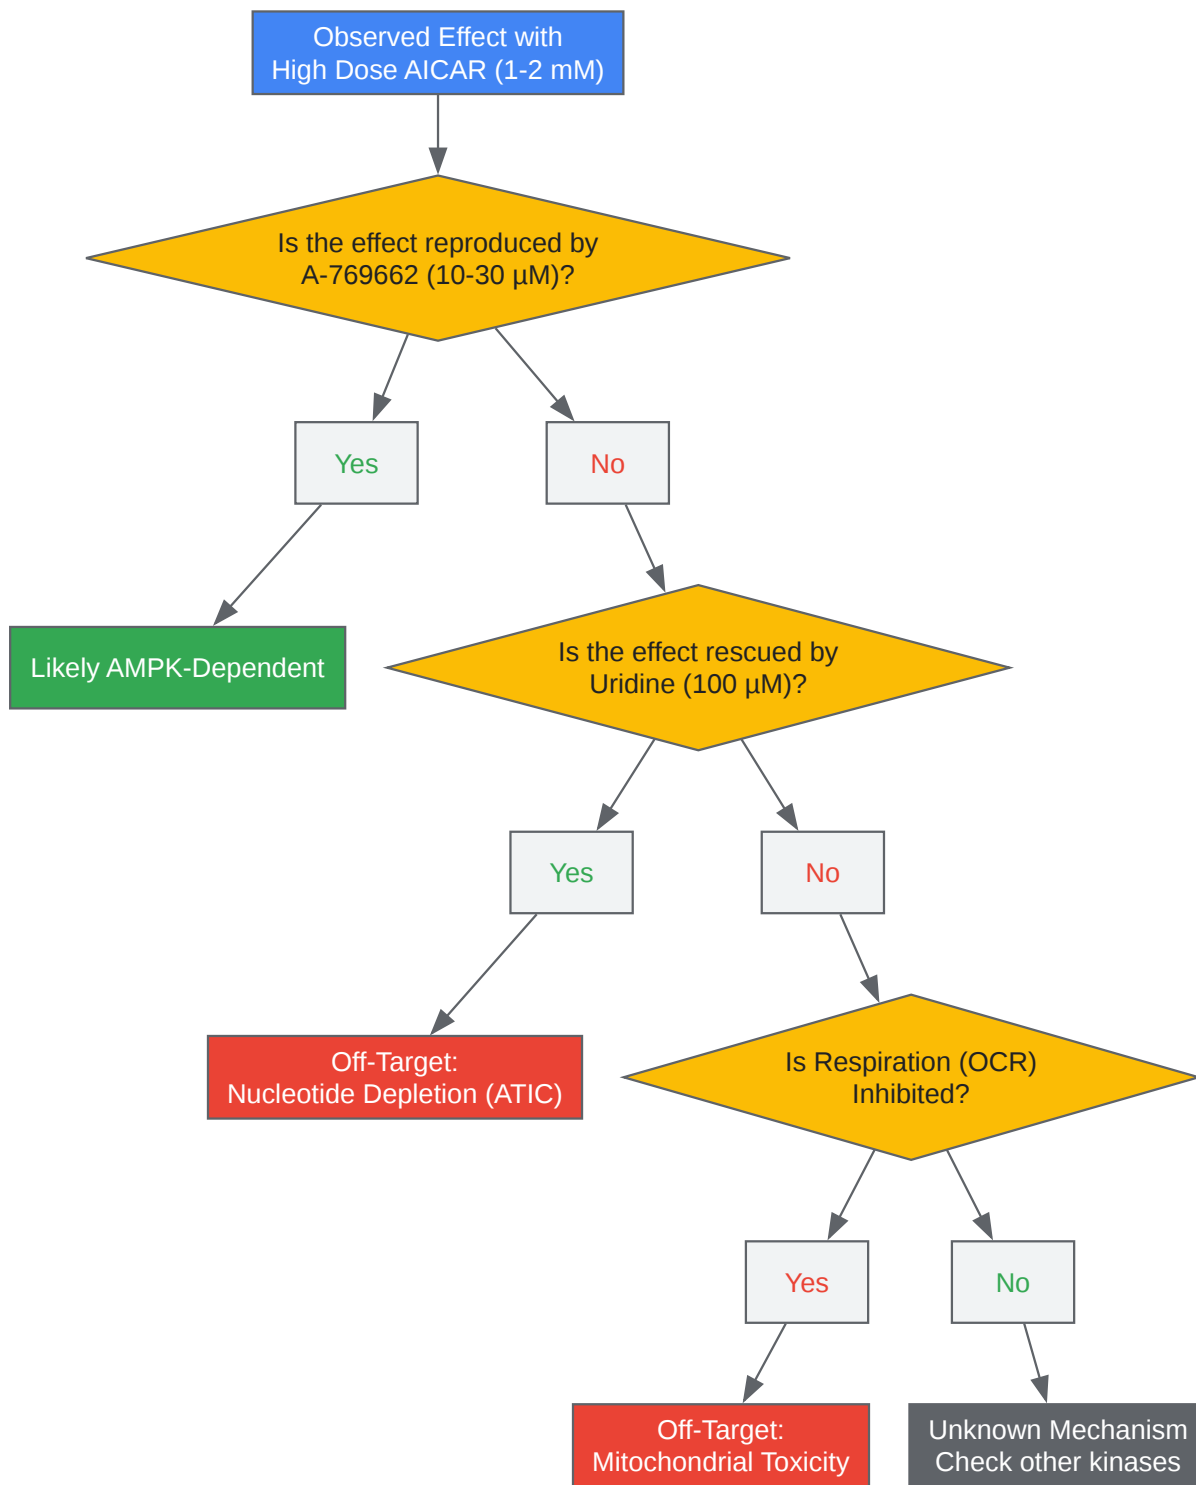 Observed Effect with
High Dose AICAR (1-2 mM)
Is the effect reproduced by
A-769662 (10-30 µM)?
Yes
No
Likely AMPK-Dependent
Is the effect rescued by
Uridine (100 µM)?
Yes
No
Off-Target:
Nucleotide Depletion (ATIC)
Is Respiration (OCR)
Inhibited?
Yes
No
Off-Target:
Mitochondrial Toxicity
Unknown Mechanism
Check other kinases